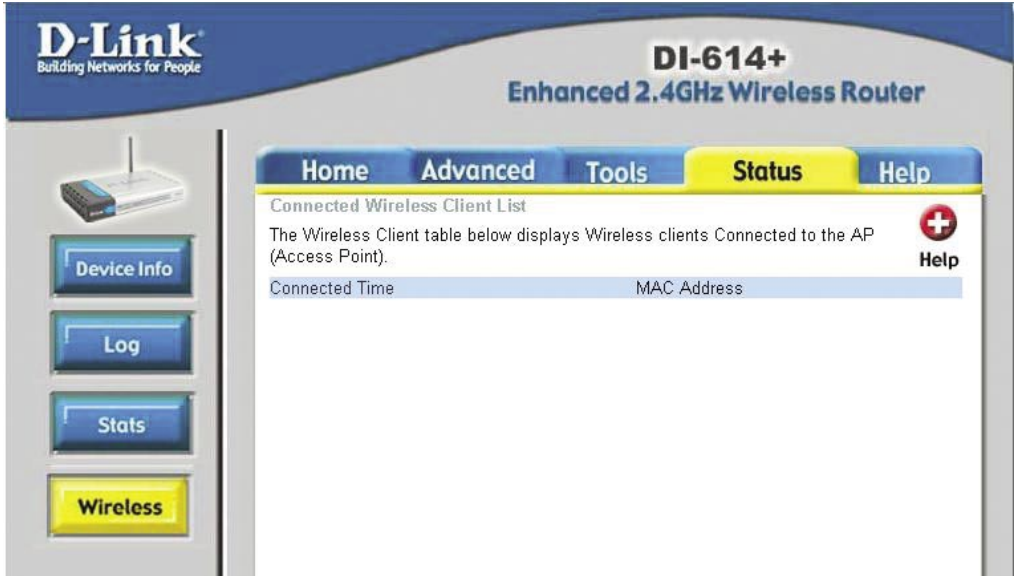 D-Link
Building Networks for People
DI-614+
Enhanced 2.4GHz Wireless Router
Home Advanced Tools Status Help
Connected Wireless Client List
The Wireless Client table below displays Wireless clients Connected to the AP
(Access Point).
Help
Connected Time MAC Address
Device Info
Log
Stats
Wireless